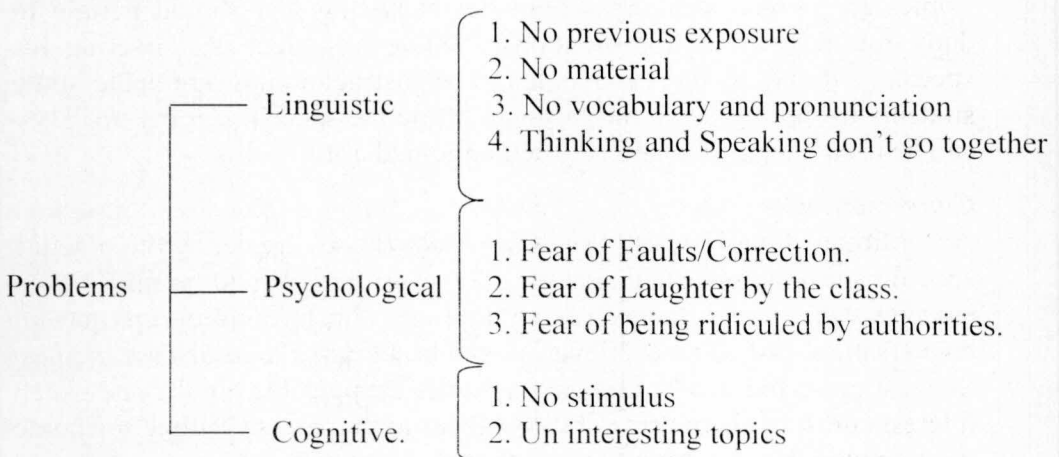 1. No previous exposure
2. No material
Linguistic
3. No vocabulary and pronunciation
4. Thinking and Speaking don't go together
1. Fear of Faults/Correction.
Problems
Psychological
2. Fear of Laughter by the class.
3. Fear of being ridiculed by authorities.
1. No stimulus
Cognitive.
2. Un interesting topics